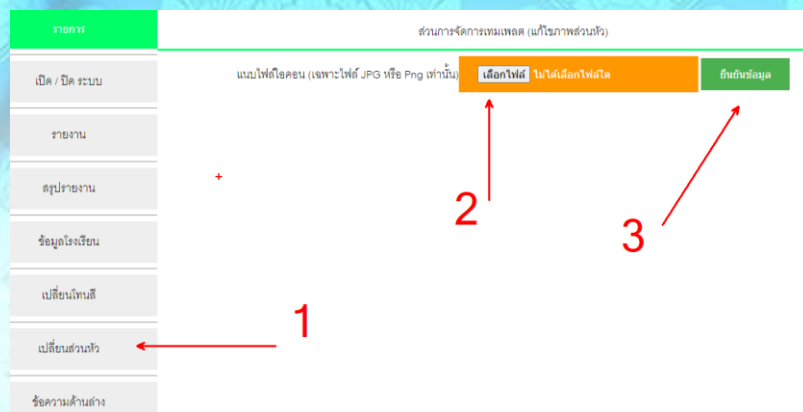 รายการ
ส่วนการจัดการเทมเพลต (แก้ไขภาพส่วนหัว)
เปิด / ปิด ระบบ
แนบไฟล์ไอคอน (เฉพาะไฟล์ JPG หรือ Png เท่านั้น)
เลือกไฟล์ ไม่ได้เลือกไฟล์ใด
ยืนยันข้อมูล
รายงาน
สรุปรายงาน
2
3
ข้อมูลโรงเรียน
เปลี่ยนโทนสี
1
เปลี่ยนส่วนหัว
ข้อความด้านล่าง